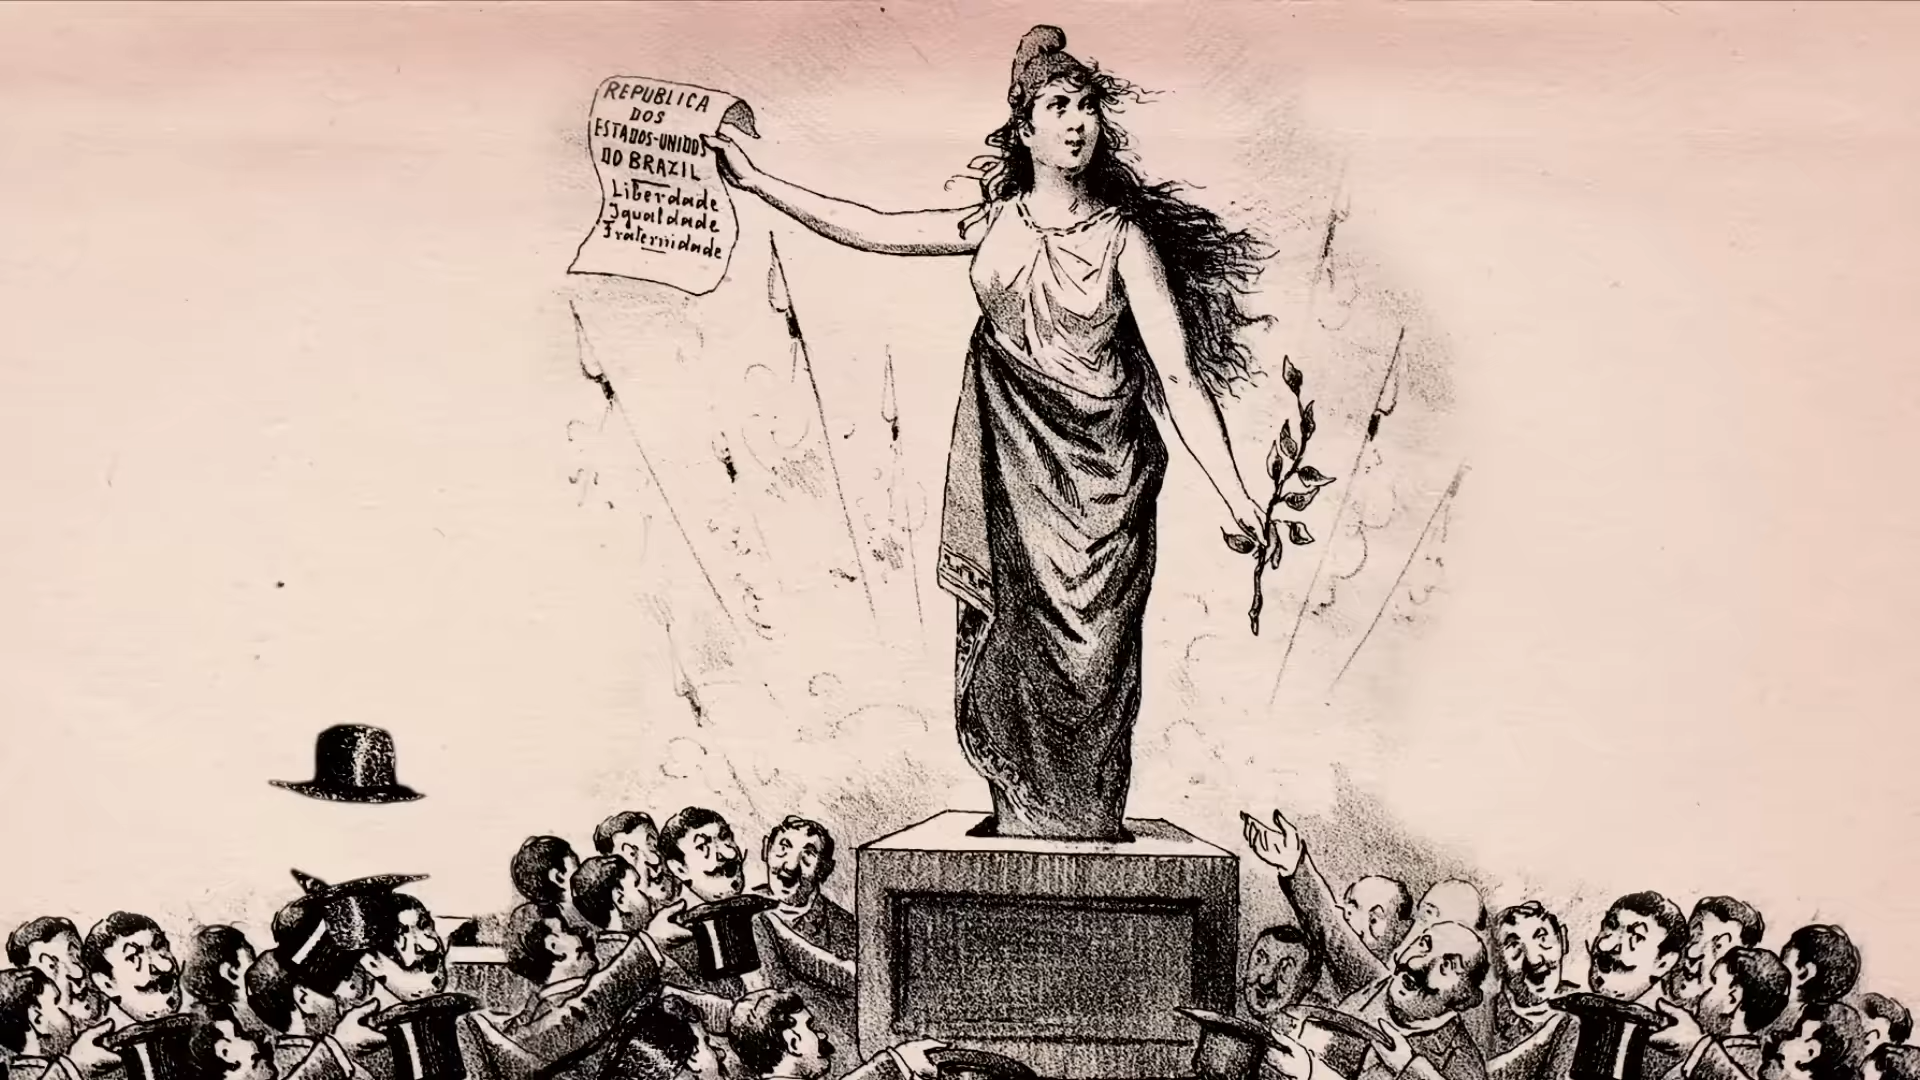 REPUBLICA
DOS
ESTADOS-UNIDOS
DO BRAZIL
Liberdade
Igualdade
Fraternidade